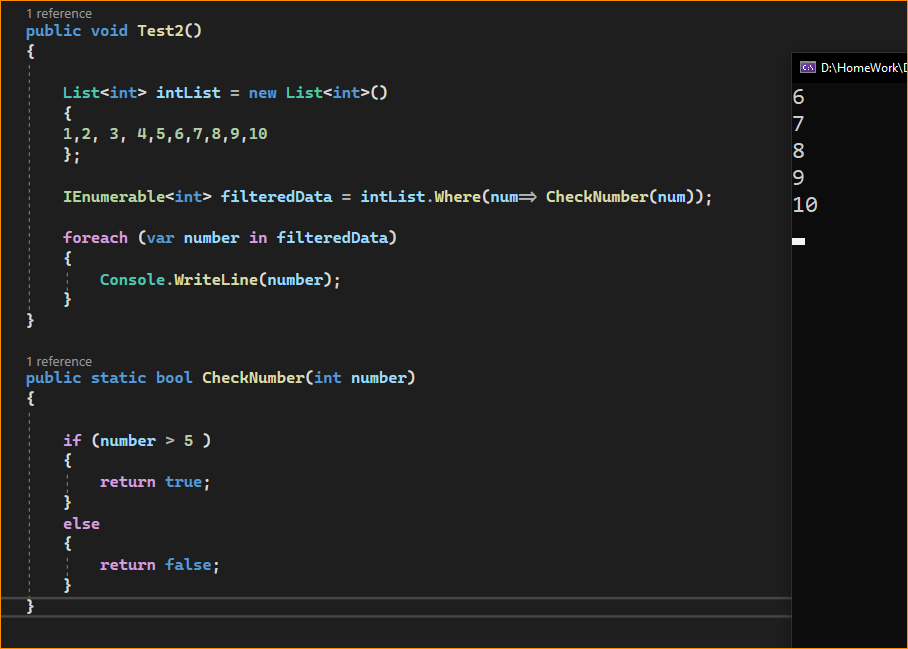 1 reference
public void Test2()
{
List<int> intList = new List<int>()
{
1,2, 3, 4,5,6,7,8,9,10
};
IEnumerable<int> filteredData = intList.Where(num=> CheckNumber(num));
foreach (var number in filteredData)
{
Console.WriteLine(number);
}
}
1 reference
public static bool CheckNumber(int number)
{
if (number > 5 )
{
return true;
}
else
{
return false;
}
}
D:\HomeWork\
6
7
8
9
10